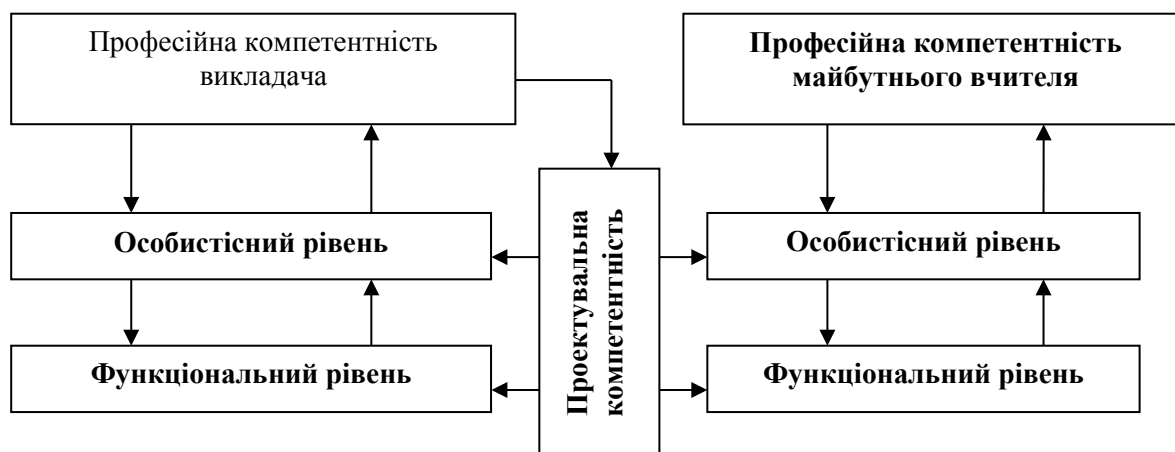 Професійна компетентність
викладача
Професійна компетентність
майбутнього вчителя
Проектувальна
компетентність
Особистісний рівень
Особистісний рівень
Функціональний рівень
Функціональний рівень